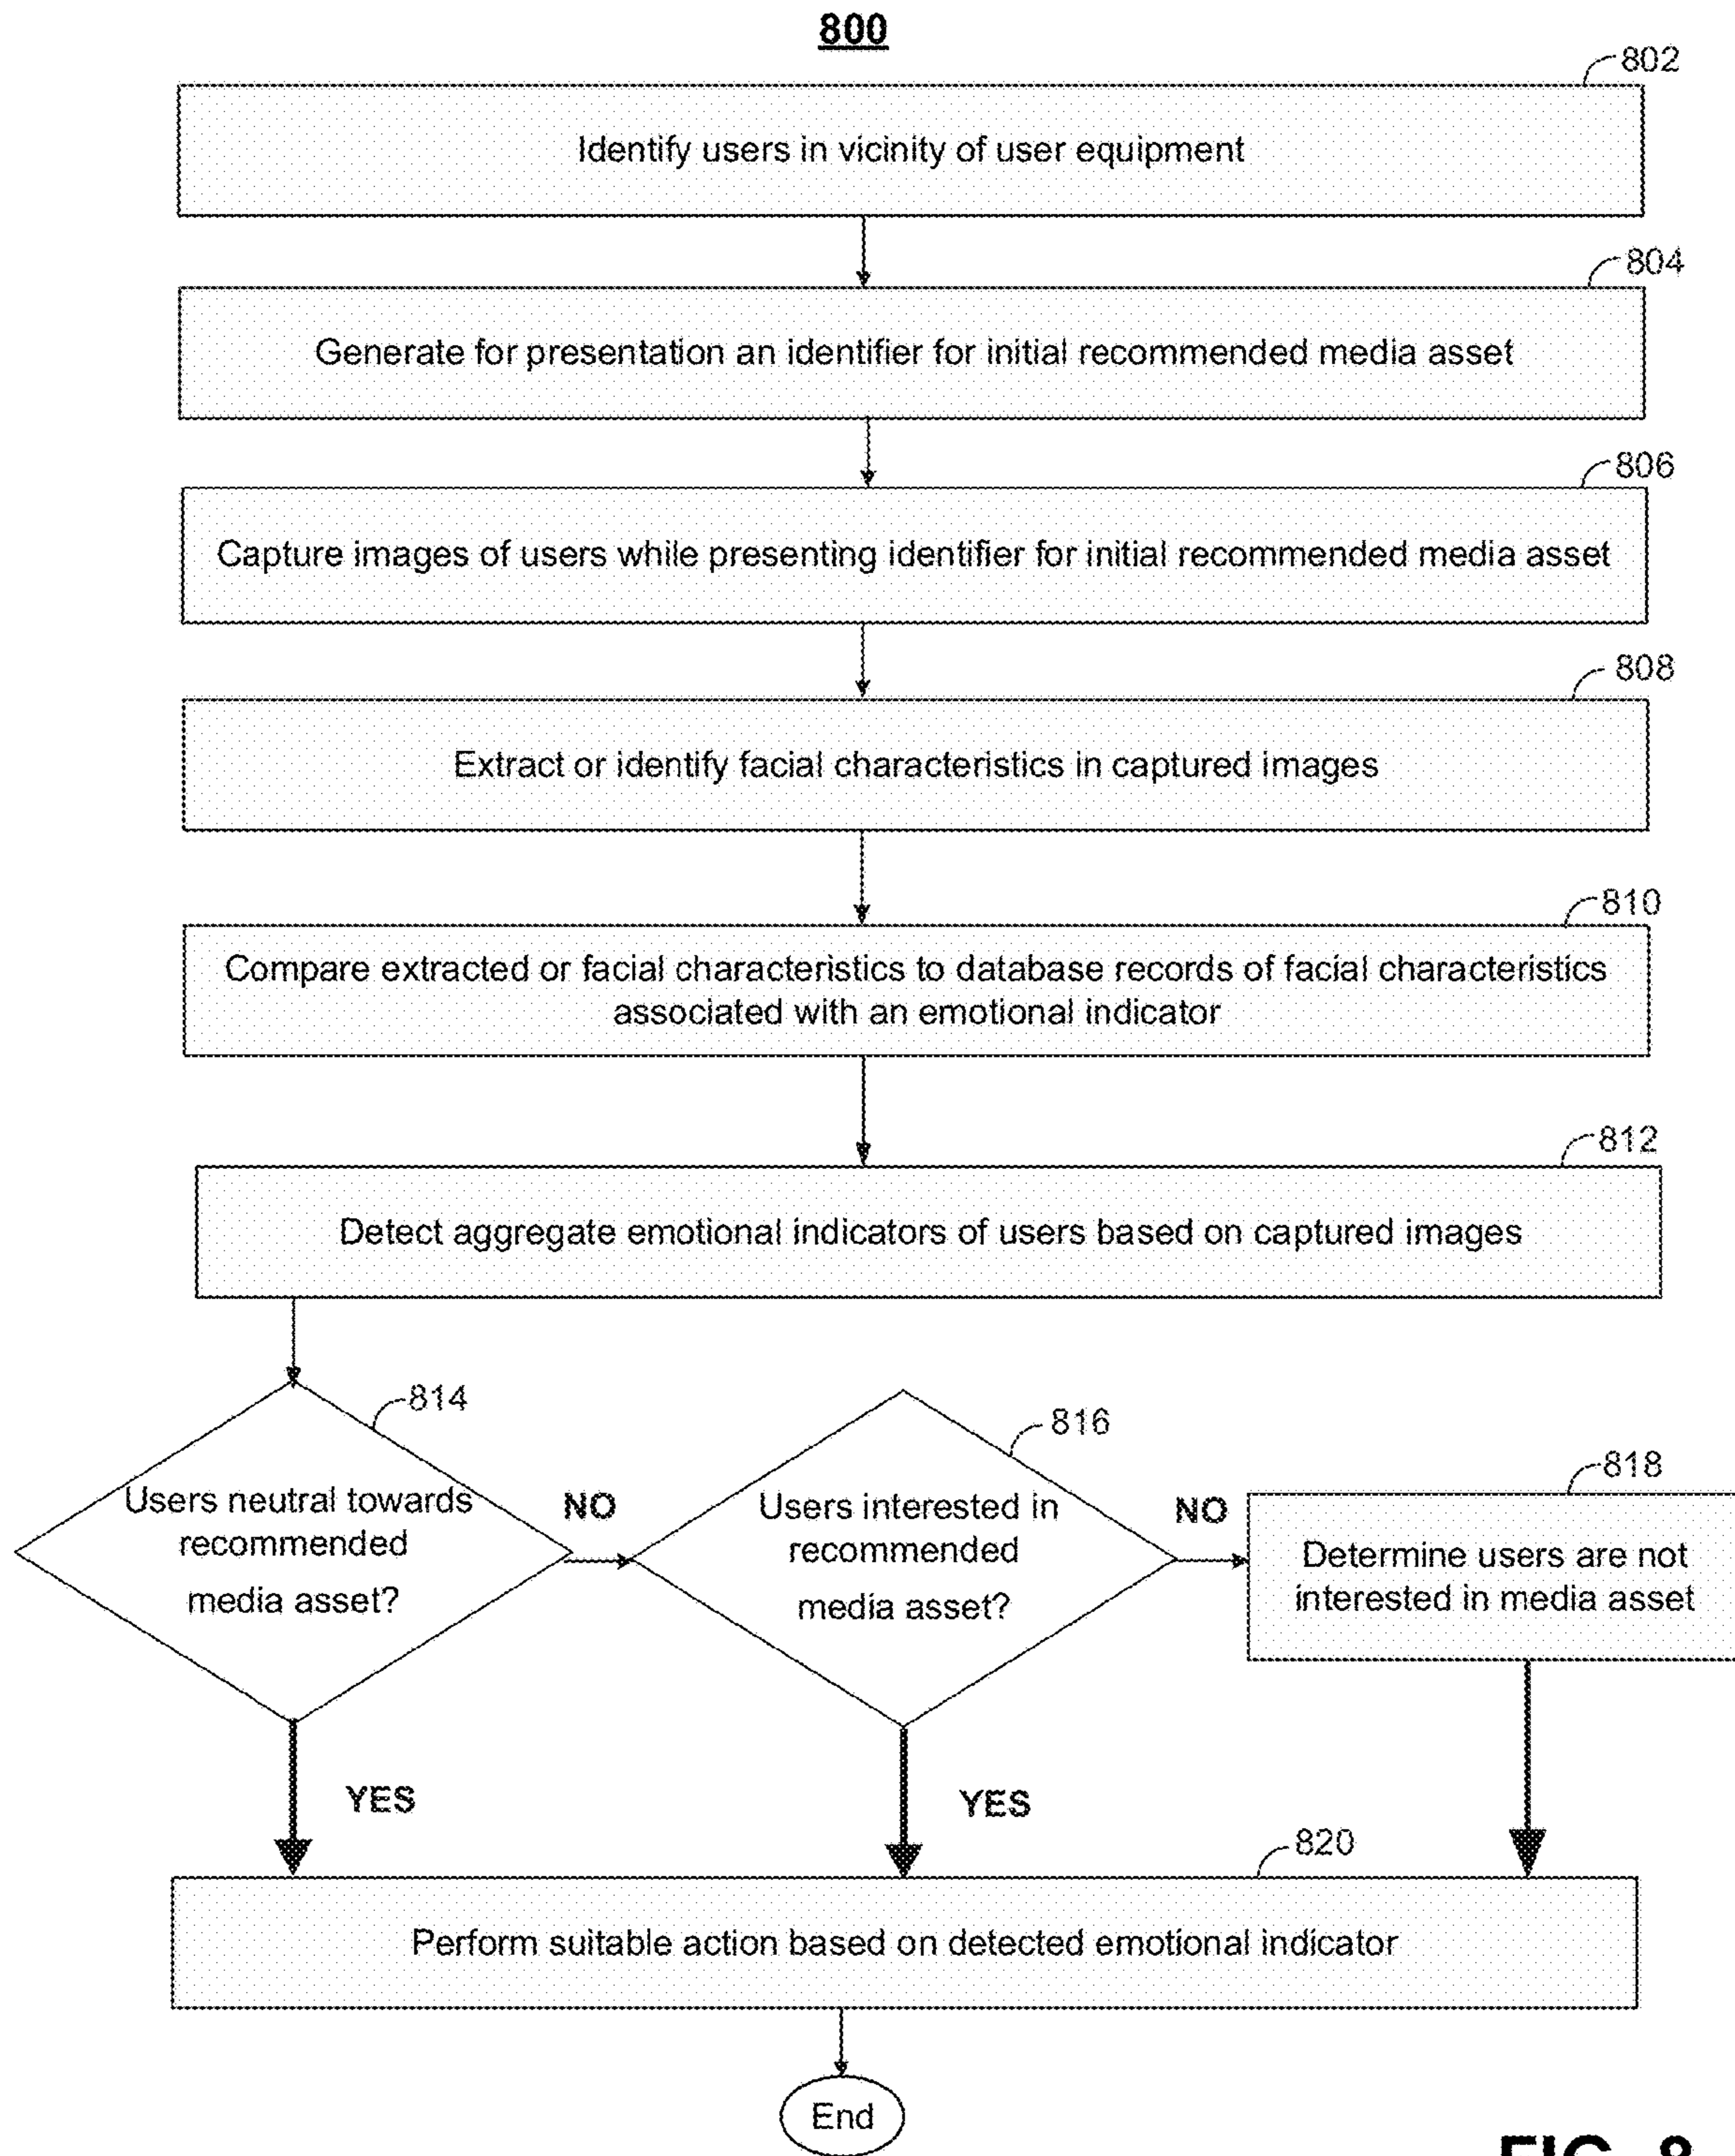 800
802
Identify users in vicinity of user equipment
804
Generate for presentation an identifier for initial recommended media asset
806
Capture images of users while presenting identifier for initial recommended media asset
808
Extract or identify facial characteristics in captured images
810
Compare extracted or facial characteristics to database records of facial characteristics
associated with an emotional indicator
812
Detect aggregate emotional indicators of users based on captured images
814
Users neutral towards
recommended
media asset?
NO
816
Users interested in
recommended
media asset?
NO
818
Determine users are not
interested in media asset
YES
YES
820
Perform suitable action based on detected emotional indicator
End
FIG. 8